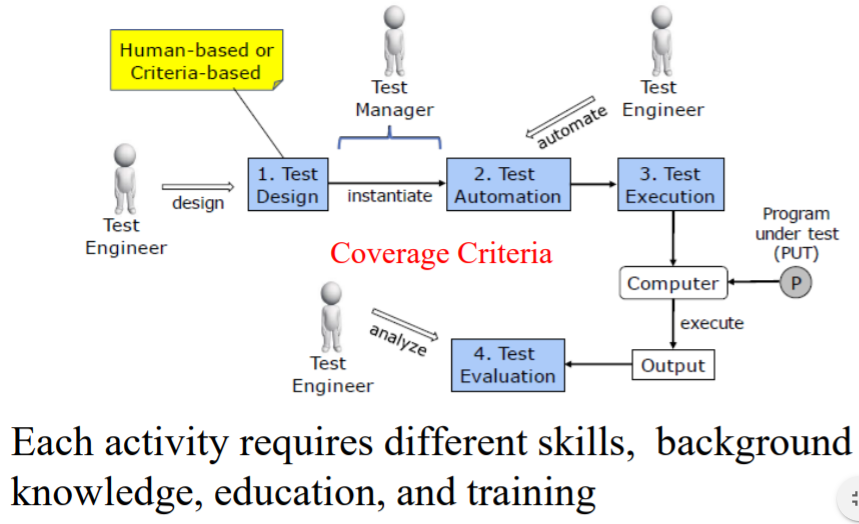 Human-based or
Criteria-based
Test
Manager
Test
Engineer
automate
Test
Engineer
design
1. Test
Design
instantiate
2. Test
Automation
3. Test
Execution
Program
under test
(PUT)
Coverage Criteria
Computer
P
execute
Test
Engineer
analyze
4. Test
Evaluation
Output
Each activity requires different skills,  background
knowledge, education, and training